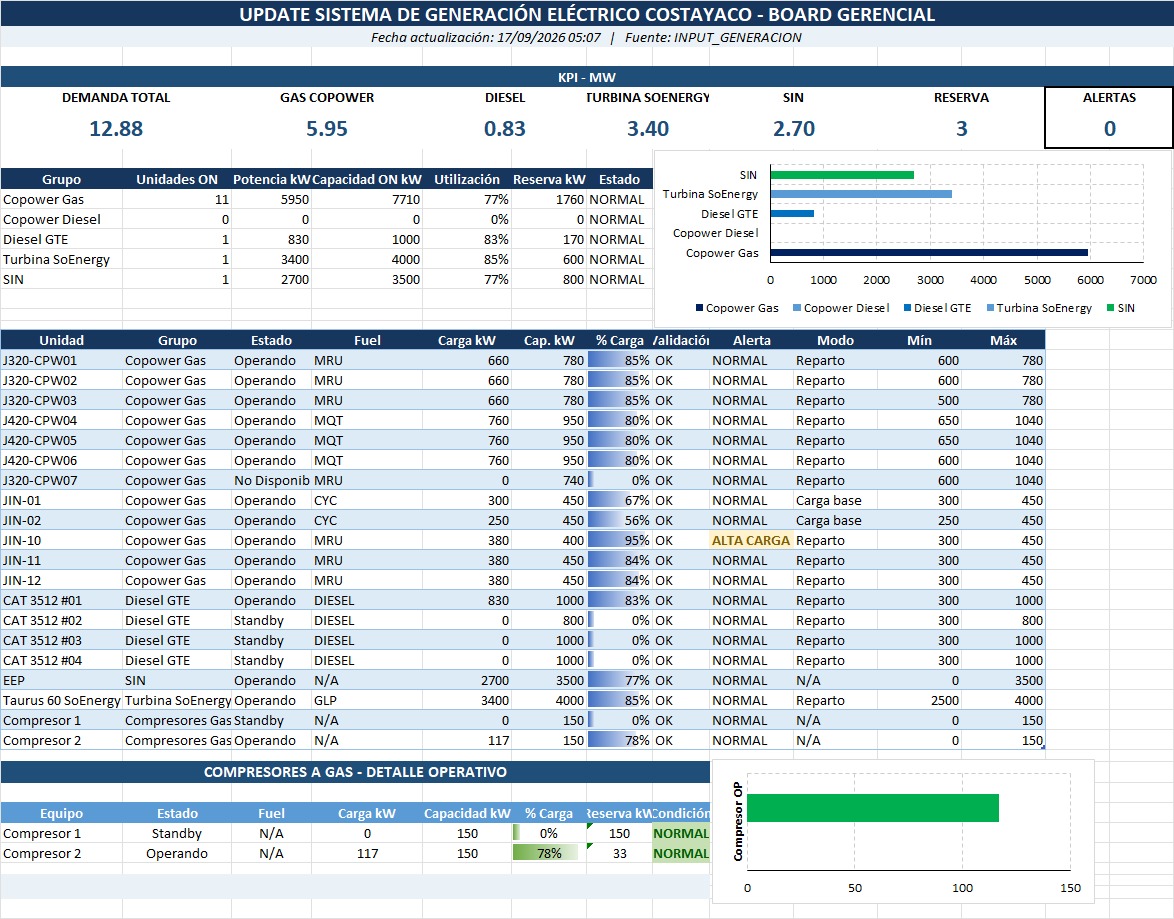 UPDATE SISTEMA DE GENERACIÓN ELÉCTRICO COSTAYACO - BOARD GERENCIAL
Fecha actualización: 17/09/2026 05:07 | Fuente: INPUT_GENERACION
KPI - MW
DEMANDA TOTAL GAS COPOWER DIESEL TURBINA SOENERGY SIN RESERVA ALERTAS
12.88 5.95 0.83 3.40 2.70 3 0
Grupo Unidades ON Potencia kW Capacidad ON kW Utilización Reserva kW Estado
Copower Gas 11 5950 7710 77% 1760 NORMAL
Copower Diesel 0 0 0 0% 0 NORMAL
Diesel GTE 1 830 1000 83% 170 NORMAL
Turbina SoEnergy 1 3400 4000 85% 600 NORMAL
SIN 1 2700 3500 77% 800 NORMAL
SIN
Turbina SoEnergy
Diesel GTE
Copower Diesel
Copower Gas
0 1000 2000 3000 4000 5000 6000 7000
Copower Gas Copower Diesel Diesel GTE Turbina SoEnergy SIN
Unidad Grupo Estado Fuel Carga kW Cap. kW % Carga Validación Alerta Modo Mín Máx
J320-CPW01 Copower Gas Operando MRU 660 780 85% OK NORMAL Reparto 600 780
J320-CPW02 Copower Gas Operando MRU 660 780 85% OK NORMAL Reparto 600 780
J320-CPW03 Copower Gas Operando MRU 660 780 85% OK NORMAL Reparto 500 780
J420-CPW04 Copower Gas Operando MQT 760 950 80% OK NORMAL Reparto 650 1040
J420-CPW05 Copower Gas Operando MQT 760 950 80% OK NORMAL Reparto 650 1040
J420-CPW06 Copower Gas Operando MQT 760 950 80% OK NORMAL Reparto 600 1040
J320-CPW07 Copower Gas No Disponib MRU 0 740 0% OK NORMAL Reparto 600 1040
JIN-01 Copower Gas Operando CYC 300 450 67% OK NORMAL Carga base 300 450
JIN-02 Copower Gas Operando CYC 250 450 56% OK NORMAL Carga base 250 450
JIN-10 Copower Gas Operando MRU 380 400 95% OK ALTA CARGA Reparto 300 450
JIN-11 Copower Gas Operando MRU 380 450 84% OK NORMAL Reparto 300 450
JIN-12 Copower Gas Operando MRU 380 450 84% OK NORMAL Reparto 300 450
CAT 3512 #01 Diesel GTE Operando DIESEL 830 1000 83% OK NORMAL Reparto 300 1000
CAT 3512 #02 Diesel GTE Standby DIESEL 0 800 0% OK NORMAL Reparto 300 800
CAT 3512 #03 Diesel GTE Standby DIESEL 0 1000 0% OK NORMAL Reparto 300 1000
CAT 3512 #04 Diesel GTE Standby DIESEL 0 1000 0% OK NORMAL Reparto 300 1000
EEP SIN Operando N/A 2700 3500 77% OK NORMAL N/A 0 3500
Taurus 60 SoEnergy Turbina SoEnergy Operando GLP 3400 4000 85% OK NORMAL Reparto 2500 4000
Compresor 1 Compresores Gas Standby N/A 0 150 0% OK NORMAL N/A 0 150
Compresor 2 Compresores Gas Operando N/A 117 150 78% OK NORMAL N/A 0 150
COMPRESORES A GAS - DETALLE OPERATIVO
Equipo Estado Fuel Carga kW Capacidad kW % Carga Reserva kW Condición
Compresor 1 Standby N/A 0 150 0% 150 NORMAL
Compresor 2 Operando N/A 117 150 78% 33 NORMAL
Compresor OP
0 50 100 150